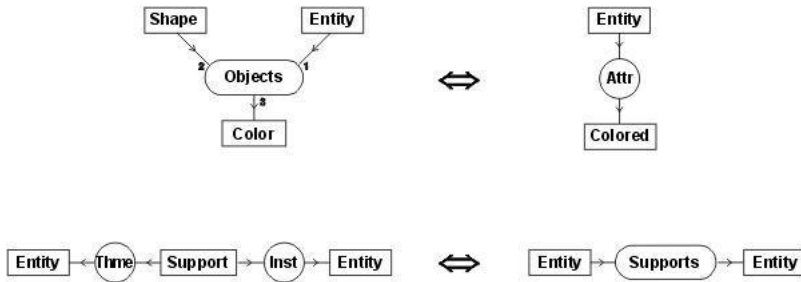 Shape Entity Entity
2 Objects 1 Attr
3
Color Colored
Entity Thme Support Inst Entity Entity Supports Entity